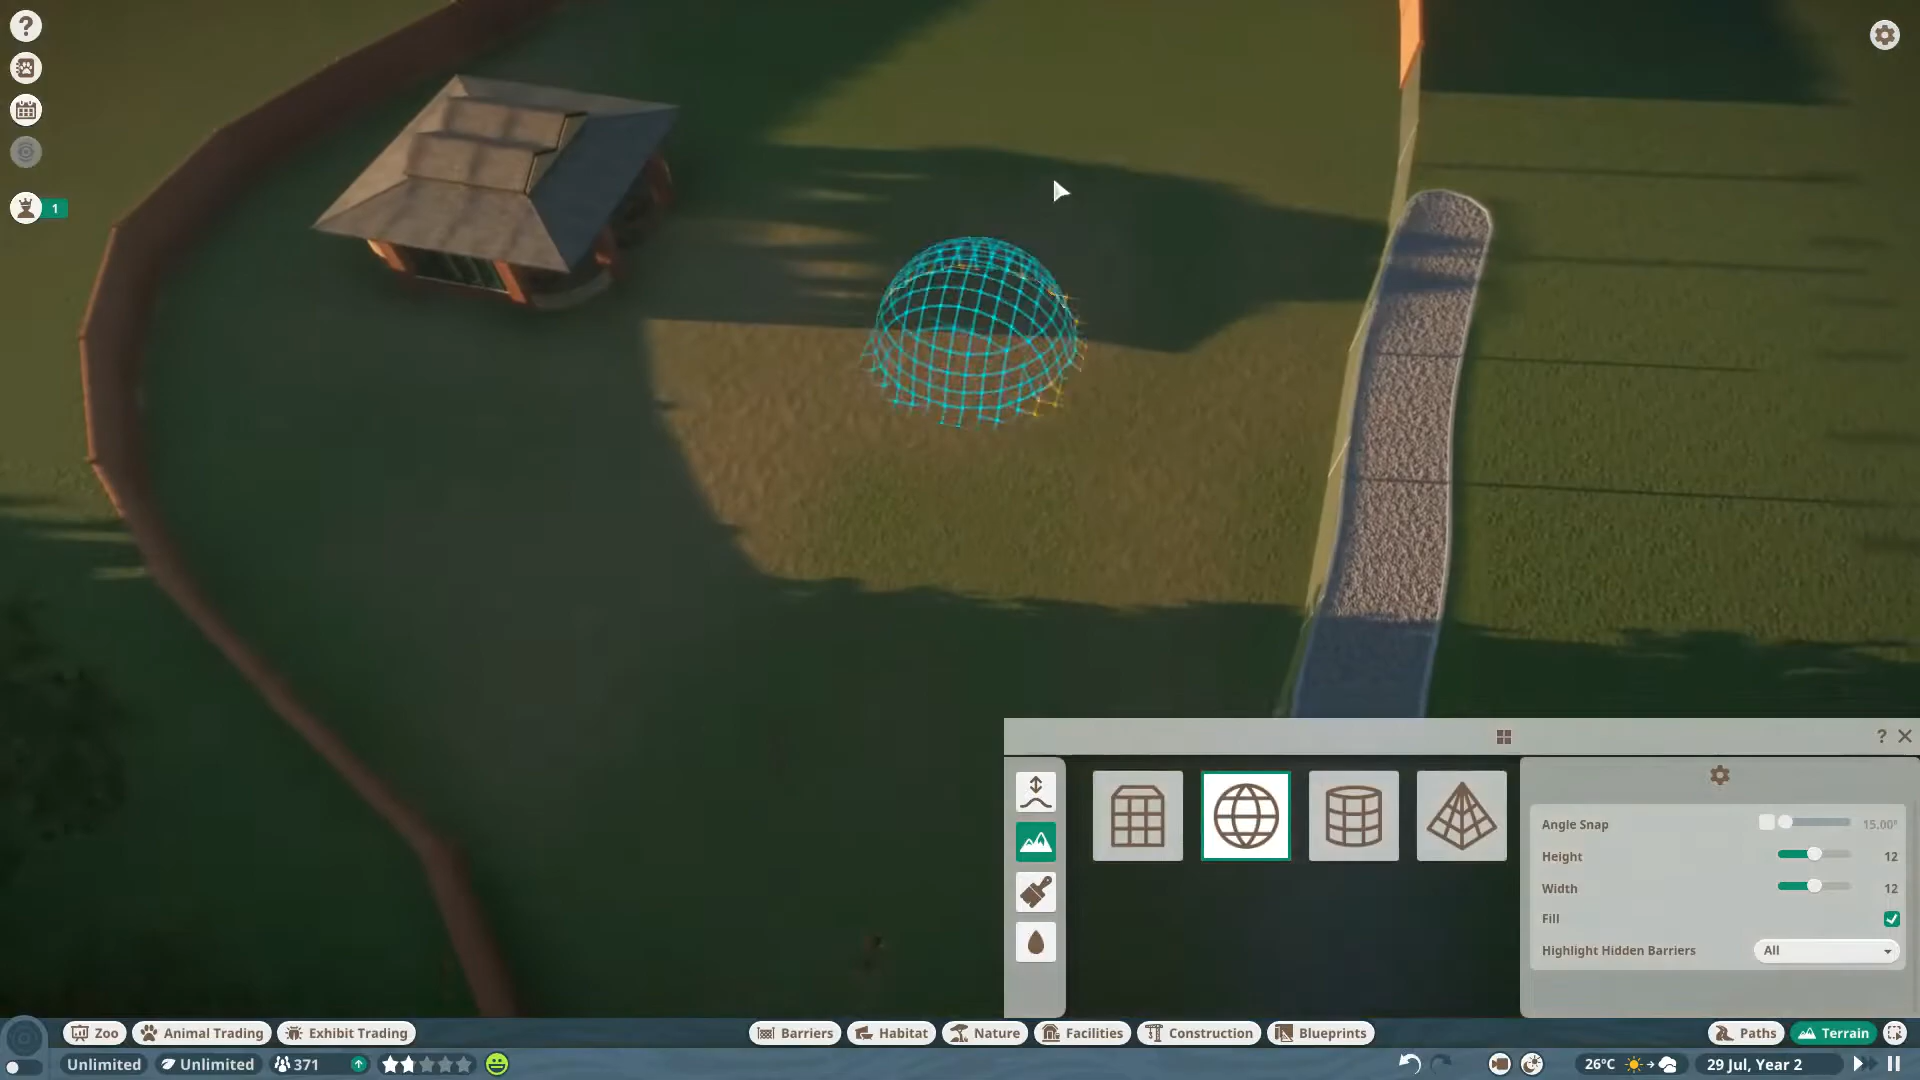 ?
1
? ×
Angle Snap 15.00°
Height 12
Width 12
Fill
Highlight Hidden Barriers All
Zoo Animal Trading Exhibit Trading Barriers Habitat Nature Facilities Construction Blueprints Paths Terrain
Unlimited Unlimited 371 26°C 29 Jul, Year 2